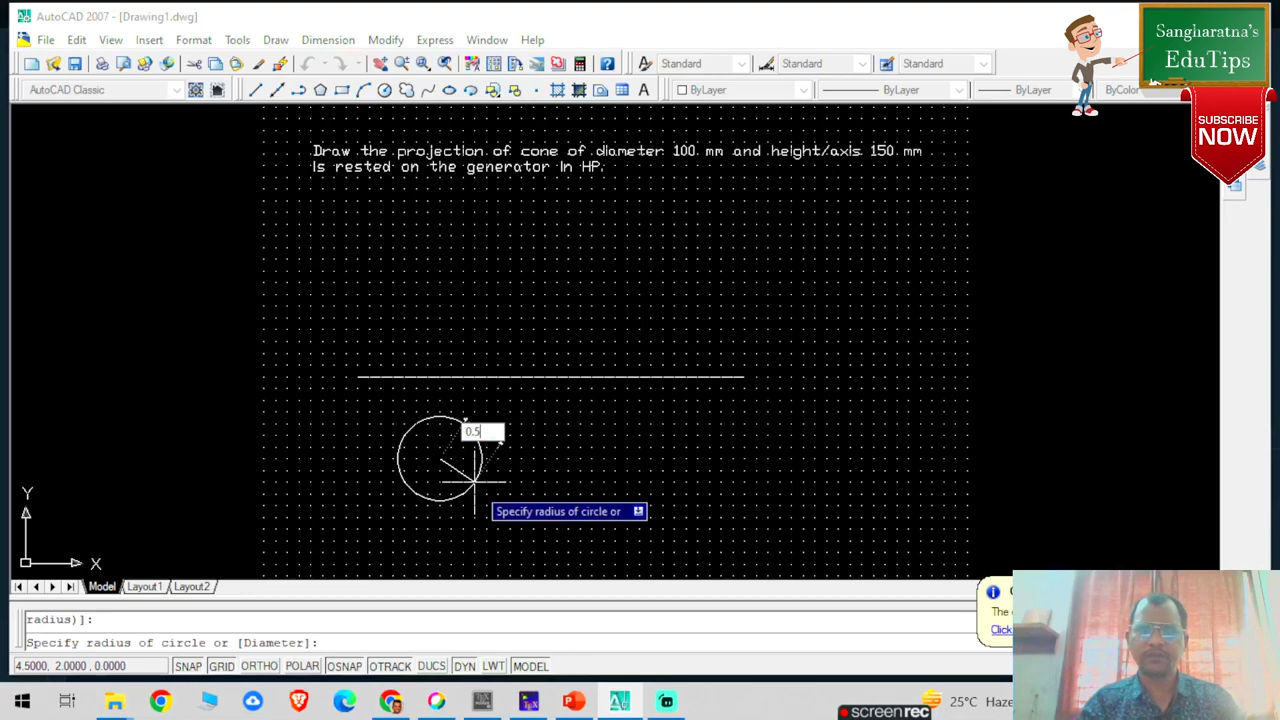 AutoCAD 2007 - [Drawing1.dwg]
File Edit View Insert Format Tools Draw Dimension Modify Express Window Help
Sangharatna's
EduTips
SUBSCRIBE
NOW
Standard Standard Standard
AutoCAD Classic ByLayer ByLayer ByLayer ByColor
Draw the projection of cone of diameter 100 mm and height/axis 150 mm
is rested on the generator in HP.
0.5
Specify radius of circle or
Y
X
Model Layout1 Layout2
radius)]:
Specify radius of circle or [Diameter]:
The
Click
4.5000, 2.0000, 0.0000 SNAP GRID ORTHO POLAR OSNAP OTRACK DUCS DYN LWT MODEL
25°C Haze
screenrec